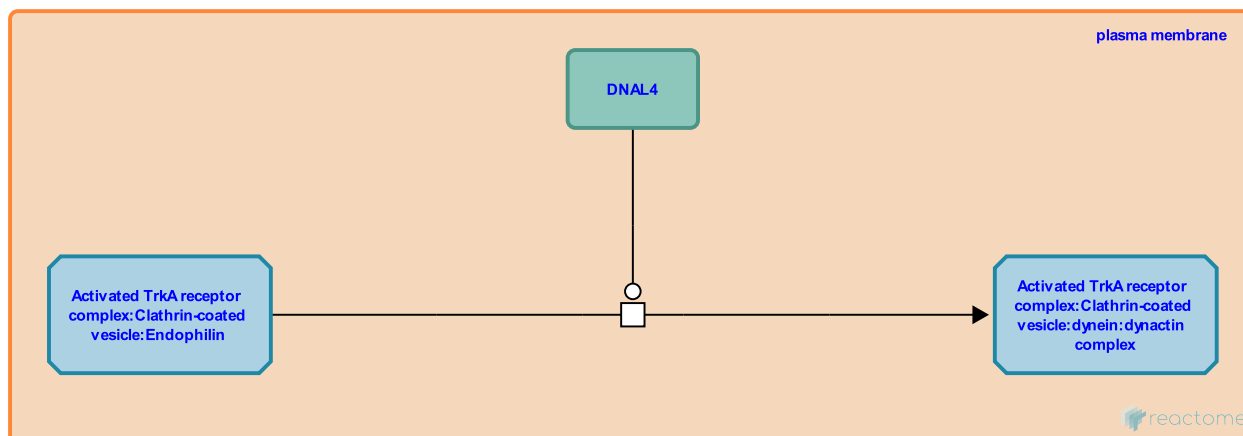 plasma membrane
DNAL4
Activated TrkA receptor
complex:Clathrin-coated
vesicle:Endophilin
Activated TrkA receptor
complex:Clathrin-coated
vesicle:dynein:dynactin
complex
reactome